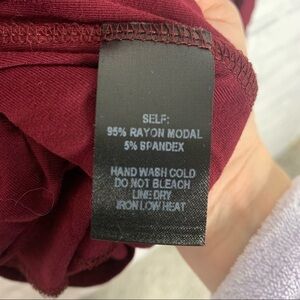 SELF:
95% RAYON MODAL
5% SPANDEX
HAND WASH COLD
DO NOT BLEACH
LINE DRY
IRON LOW HEAT